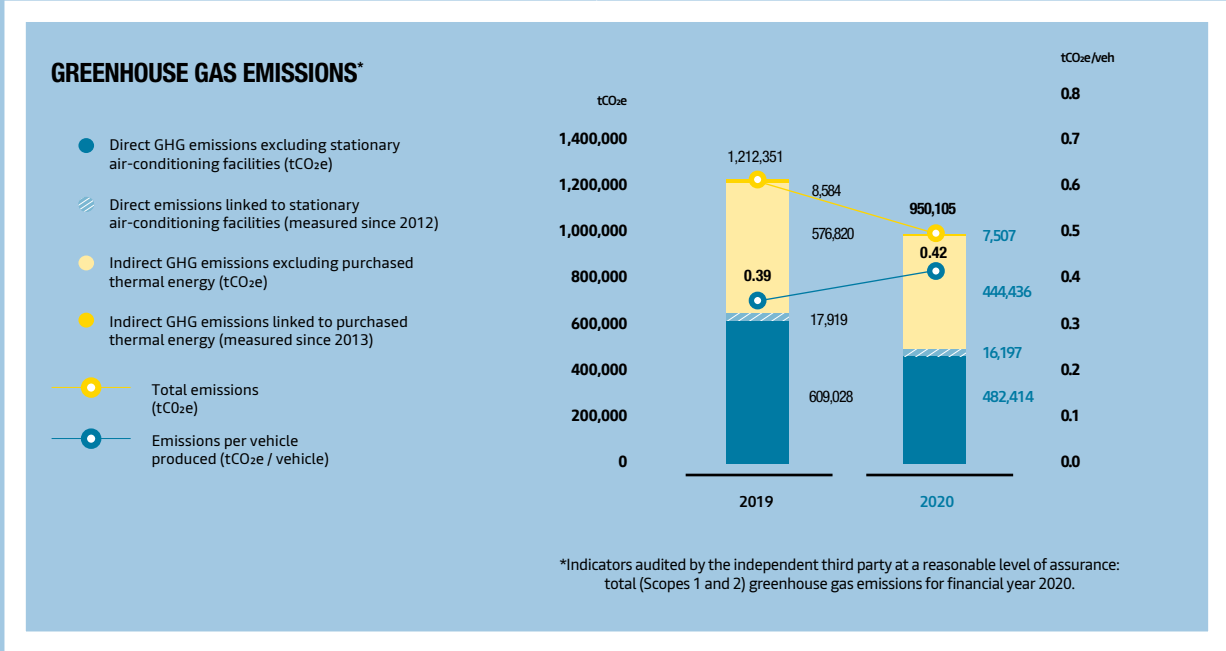 GREENHOUSE GAS EMISSIONS*
Direct GHG emissions excluding stationary
air-conditioning facilities (tCO₂e)
Direct emissions linked to stationary
air-conditioning facilities (measured since 2012)
Indirect GHG emissions excluding purchased
thermal energy (tCO₂e)
Indirect GHG emissions linked to purchased
thermal energy (measured since 2013)
Total emissions
(tC0₂e)
Emissions per vehicle
produced (tCO₂e / vehicle)
tCO₂e
1,400,000
1,200,000
1,000,000
800,000
600,000
400,000
200,000
0
1,212,351
8,584
576,820
0.39
17,919
609,028
2019
950,105
7,507
0.42
444,436
16,197
482,414
2020
tCO₂e/veh
0.8
0.7
0.6
0.5
0.4
0.3
0.2
0.1
0.0
*Indicators audited by the independent third party at a reasonable level of assurance:
total (Scopes 1 and 2) greenhouse gas emissions for financial year 2020.